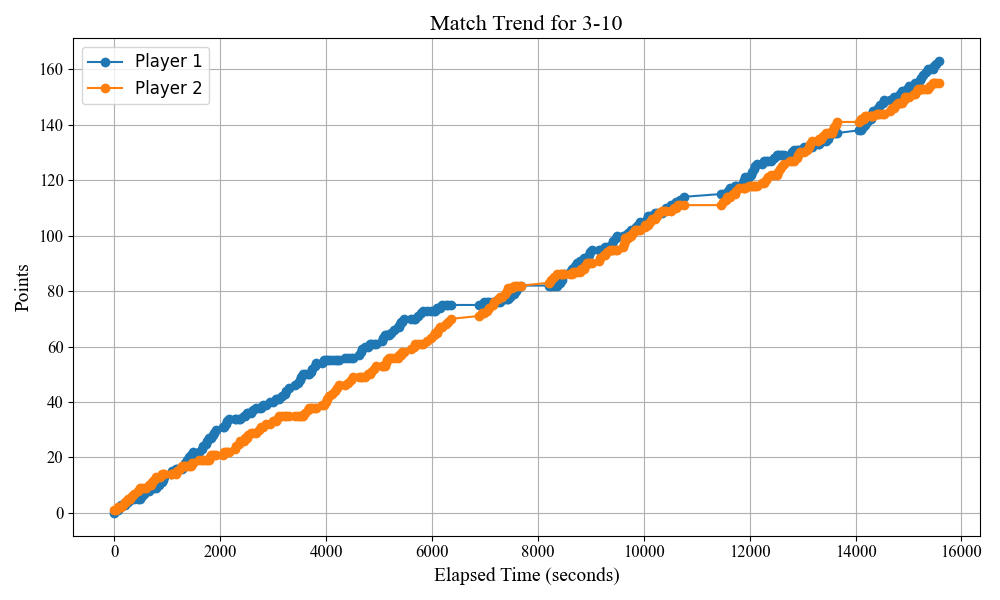 Match Trend for 3-10
Player 1
Player 2
Points
160
140
120
100
80
60
40
20
0
0 2000 4000 6000 8000 10000 12000 14000 16000
Elapsed Time (seconds)